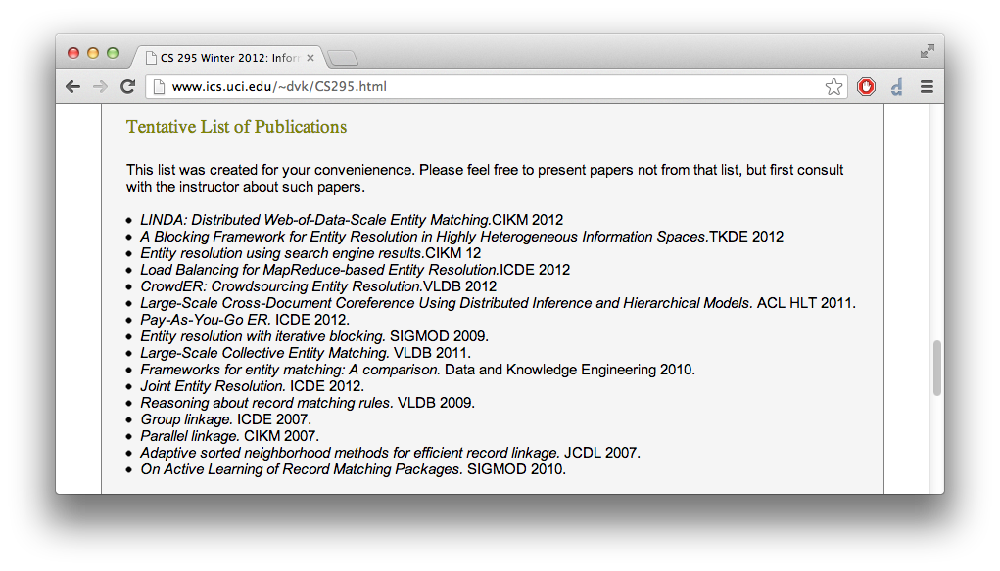 CS 295 Winter 2012: Infor
www.ics.uci.edu/~dvk/CS295.html
Tentative List of Publications
This list was created for your convenienence. Please feel free to present papers not from that list, but first consult
with the instructor about such papers.
LINDA: Distributed Web-of-Data-Scale Entity Matching.CIKM 2012
A Blocking Framework for Entity Resolution in Highly Heterogeneous Information Spaces.TKDE 2012
Entity resolution using search engine results.CIKM 12
Load Balancing for MapReduce-based Entity Resolution.ICDE 2012
CrowdER: Crowdsourcing Entity Resolution.VLDB 2012
Large-Scale Cross-Document Coreference Using Distributed Inference and Hierarchical Models. ACL HLT 2011.
Pay-As-You-Go ER. ICDE 2012.
Entity resolution with iterative blocking. SIGMOD 2009.
Large-Scale Collective Entity Matching. VLDB 2011.
Frameworks for entity matching: A comparison. Data and Knowledge Engineering 2010.
Joint Entity Resolution. ICDE 2012.
Reasoning about record matching rules. VLDB 2009.
Group linkage. ICDE 2007.
Parallel linkage. CIKM 2007.
Adaptive sorted neighborhood methods for efficient record linkage. JCDL 2007.
On Active Learning of Record Matching Packages. SIGMOD 2010.